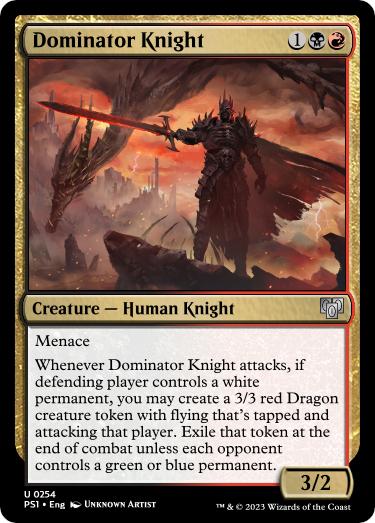 Dominator Knight 1
Creature — Human Knight
Menace
Whenever Dominator Knight attacks, if
defending player controls a white
permanent, you may create a 3/3 red Dragon
creature token with flying that's tapped and
attacking that player. Exile that token at the
end of combat unless each opponent
controls a green or blue permanent.
3/2
U 0254
PS1 • Eng Unknown Artist
™ & © 2023 Wizards of the Coast